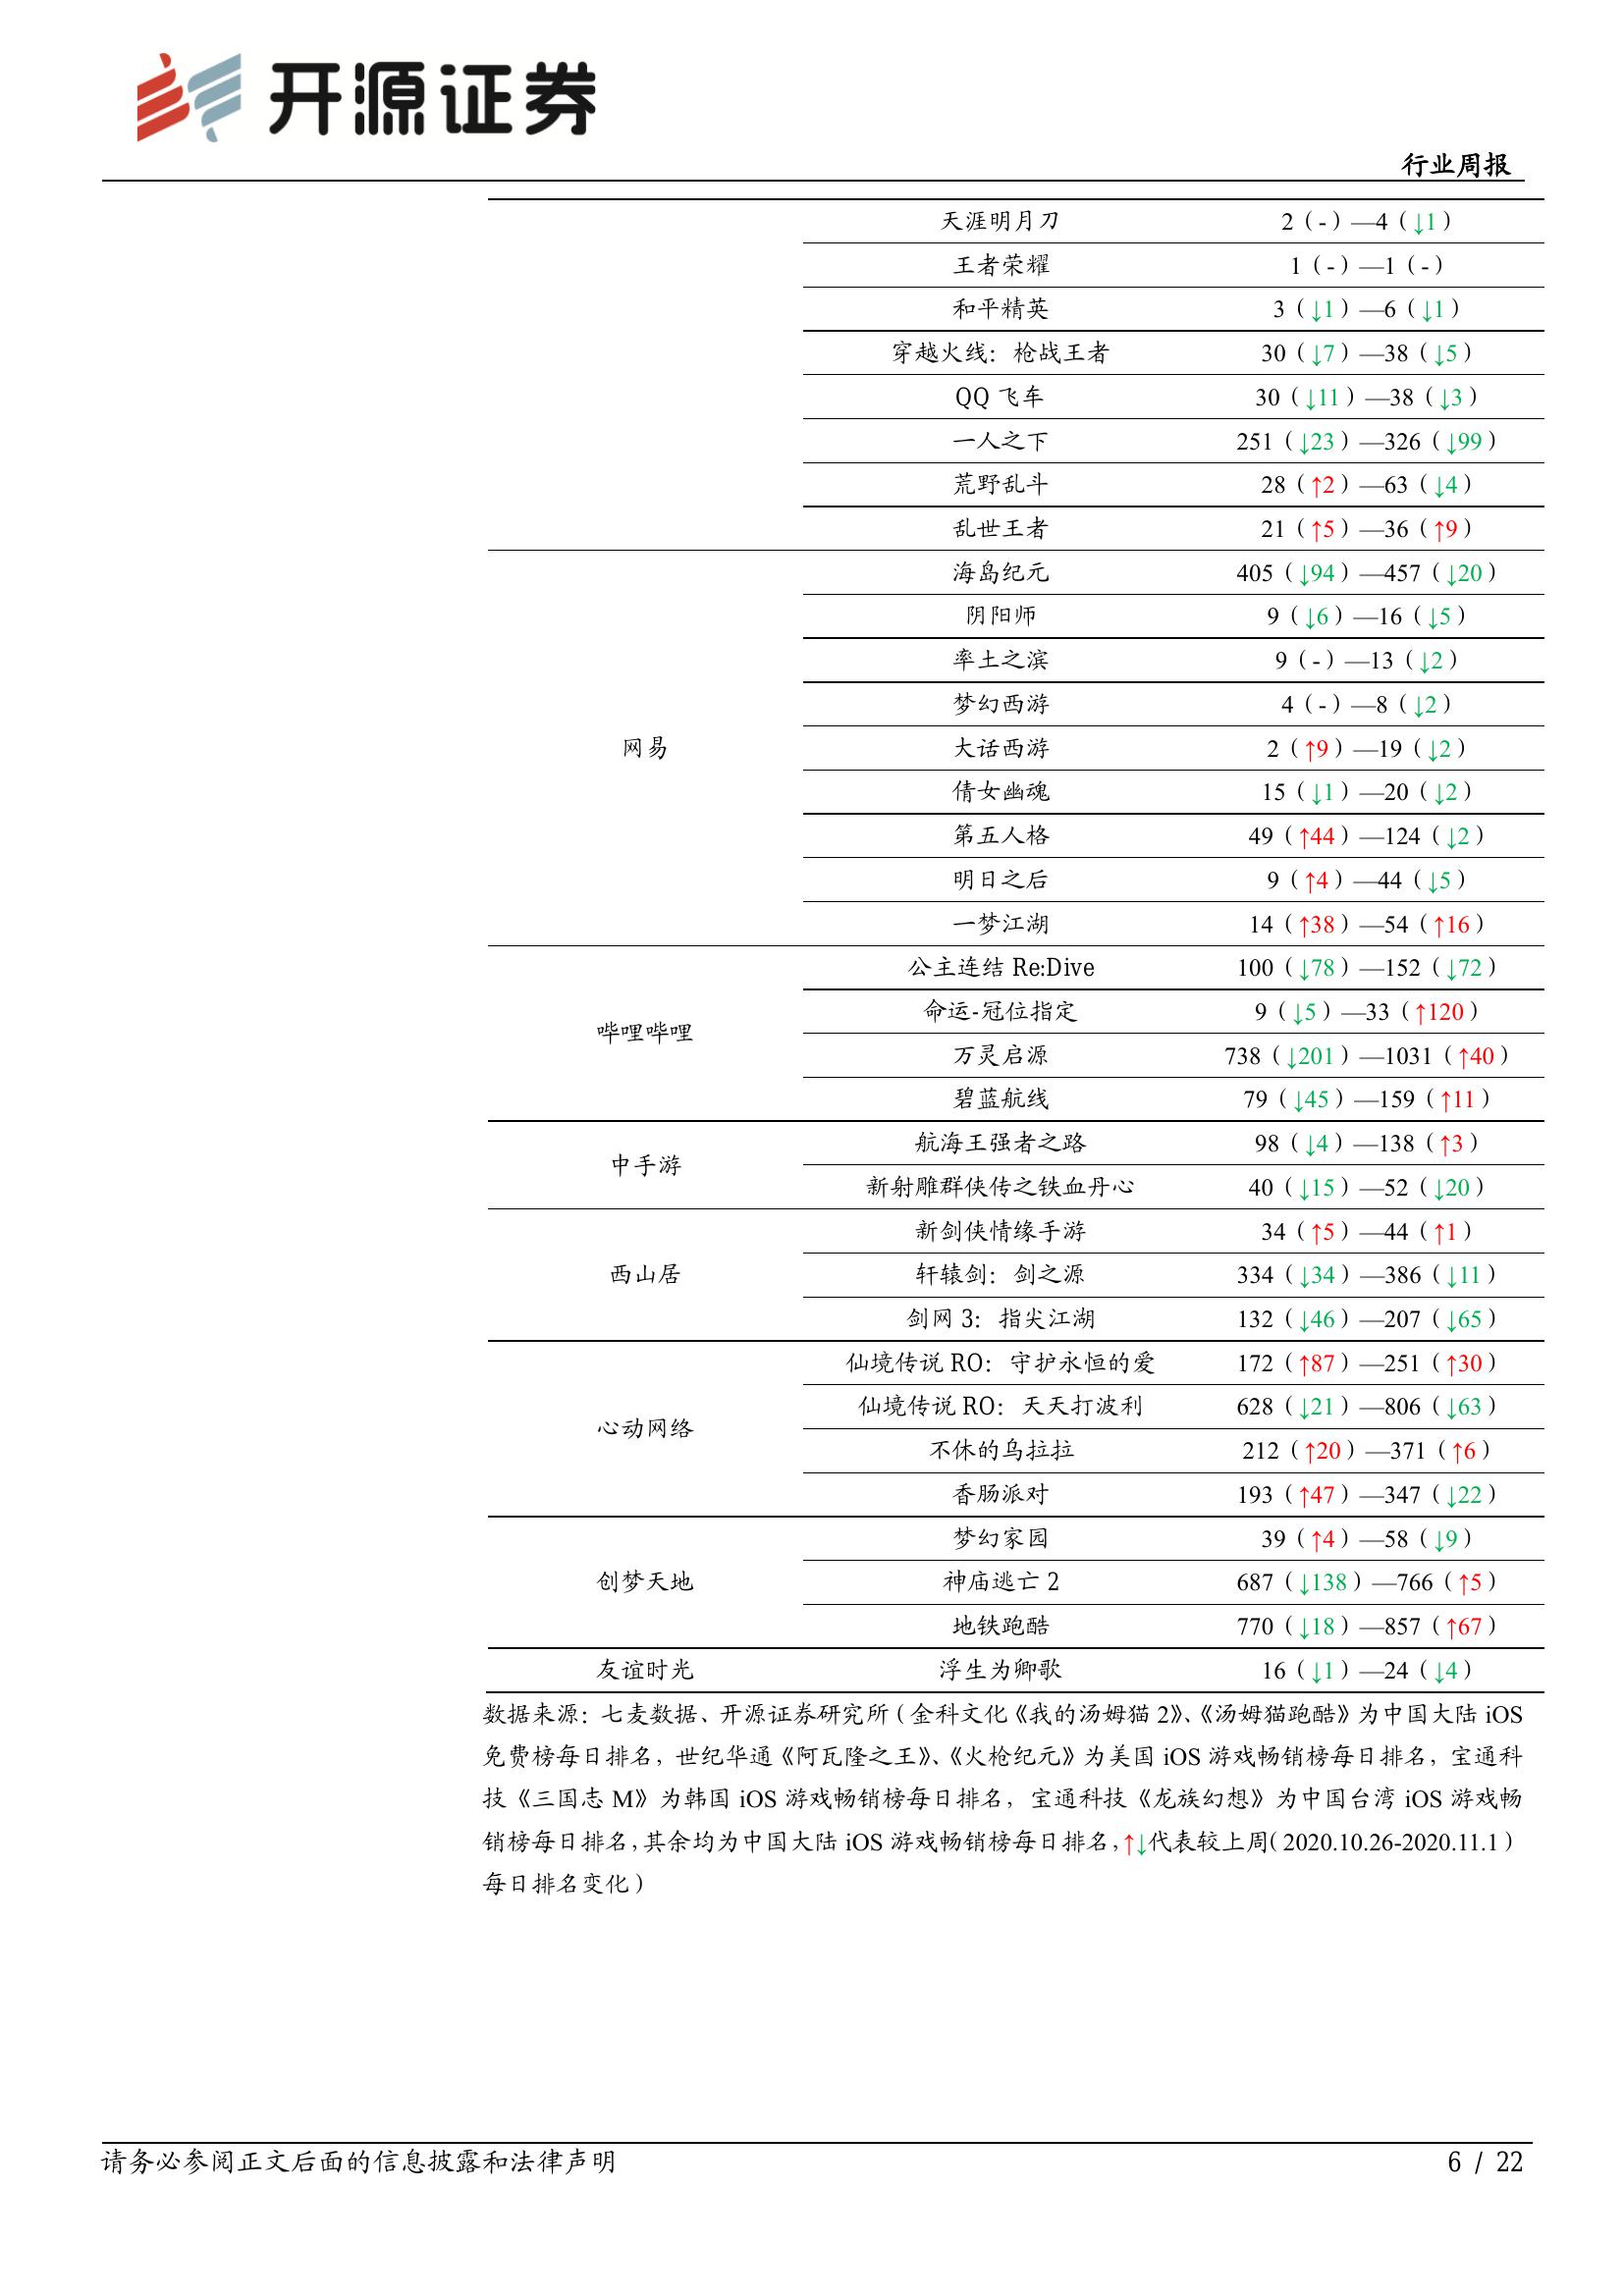 开源证券
行业周报
天涯明月刀 2（-）—4（↓1）
王者荣耀 1（-）—1（-）
和平精英 3（↓1）—6（↓1）
穿越火线：枪战王者 30（↓7）—38（↓5）
QQ 飞车 30（↓11）—38（↓3）
一人之下 251（↓23）—326（↓99）
荒野乱斗 28（↑2）—63（↓4）
乱世王者 21（↑5）—36（↑9）
海岛纪元 405（↓94）—457（↓20）
阴阳师 9（↓6）—16（↓5）
率土之滨 9（-）—13（↓2）
梦幻西游 4（-）—8（↓2）
网易 大话西游 2（↑9）—19（↓2）
倩女幽魂 15（↓1）—20（↓2）
第五人格 49（↑44）—124（↓2）
明日之后 9（↑4）—44（↓5）
一梦江湖 14（↑38）—54（↑16）
公主连结 Re:Dive 100（↓78）—152（↓72）
哔哩哔哩 命运-冠位指定 9（↓5）—33（↑120）
万灵启源 738（↓201）—1031（↑40）
碧蓝航线 79（↓45）—159（↑11）
中手游 航海王强者之路 98（↓4）—138（↑3）
新射雕群侠传之铁血丹心 40（↓15）—52（↓20）
新剑侠情缘手游 34（↑5）—44（↑1）
西山居 轩辕剑：剑之源 334（↓34）—386（↓11）
剑网 3：指尖江湖 132（↓46）—207（↓65）
仙境传说 RO：守护永恒的爱 172（↑87）—251（↑30）
仙境传说 RO：天天打波利 628（↓21）—806（↓63）
心动网络 不休的乌拉拉 212（↑20）—371（↑6）
香肠派对 193（↑47）—347（↓22）
梦幻家园 39（↑4）—58（↓9）
创梦天地 神庙逃亡 2 687（↓138）—766（↑5）
地铁跑酷 770（↓18）—857（↑67）
友谊时光 浮生为卿歌 16（↓1）—24（↓4）
数据来源：七麦数据、开源证券研究所（金科文化《我的汤姆猫 2》、《汤姆猫跑酷》为中国大陆 iOS
免费榜每日排名，世纪华通《阿瓦隆之王》、《火枪纪元》为美国 iOS 游戏畅销榜每日排名，宝通科
技《三国志 M》为韩国 iOS 游戏畅销榜每日排名，宝通科技《龙族幻想》为中国台湾 iOS 游戏畅
销榜每日排名，其余均为中国大陆 iOS 游戏畅销榜每日排名，↑↓代表较上周（2020.10.26-2020.11.1）
每日排名变化）
请务必参阅正文后面的信息披露和法律声明 6 / 22